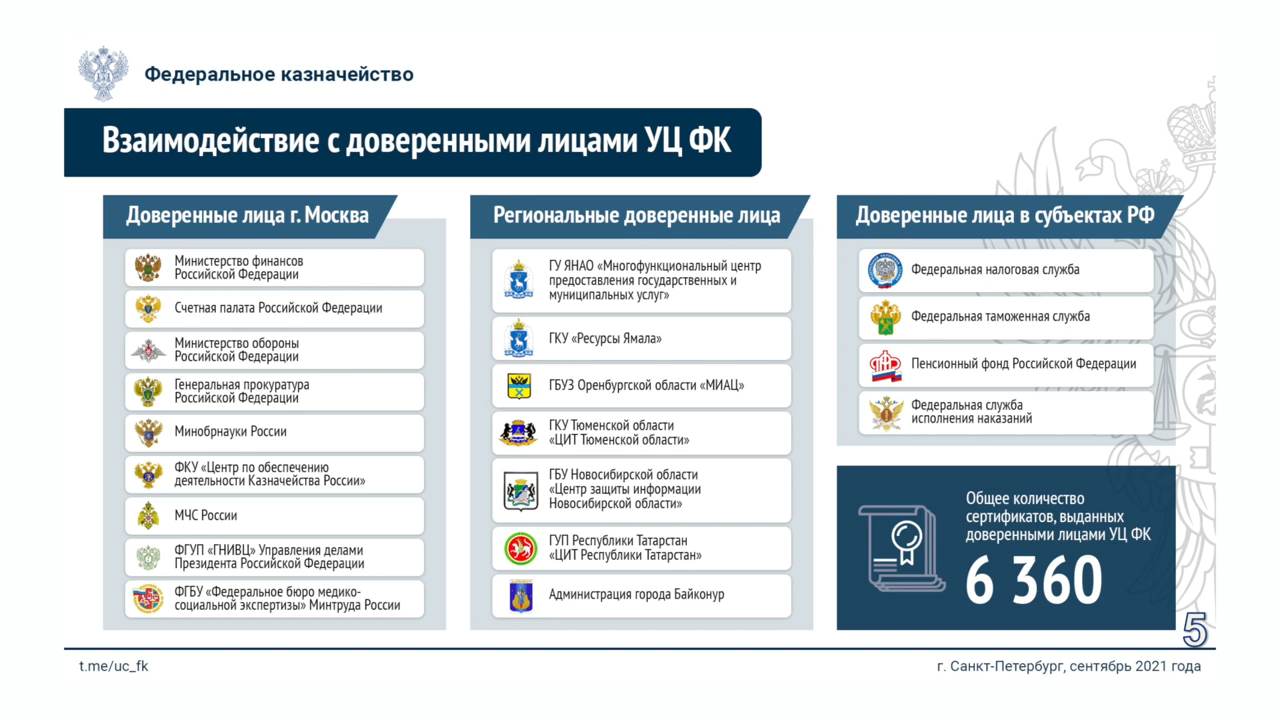 Федеральное казначейство
Взаимодействие с доверенными лицами УЦ ФК
Доверенные лица г. Москва
Министерство финансов
Российской Федерации
Счетная палата Российской Федерации
Министерство обороны
Российской Федерации
Генеральная прокуратура
Российской Федерации
Минобрнауки России
ФКУ «Центр по обеспечению
деятельности Казначейства России»
МЧС России
ФГУП «ГНИВЦ» Управления делами
Президента Российской Федерации
ФГБУ «Федеральное бюро медико-
социальной экспертизы» Минтруда России
Региональные доверенные лица
ГУ ЯНАО «Многофункциональный центр
предоставления государственных и
муниципальных услуг»
ГКУ «Ресурсы Ямала»
ГБУЗ Оренбургской области «МИАЦ»
ГКУ Тюменской области
«ЦИТ Тюменской области»
ГБУ Новосибирской области
«Центр защиты информации
Новосибирской области»
ГУП Республики Татарстан
«ЦИТ Республики Татарстан»
Администрация города Байконур
Доверенные лица в субъектах РФ
Федеральная налоговая служба
Федеральная таможенная служба
Пенсионный фонд Российской Федерации
Федеральная служба
исполнения наказаний
Общее количество
сертификатов, выданных
доверенными лицами УЦ ФК
6 360
5
t.me/uc_fk
г. Санкт-Петербург, сентябрь 2021 года